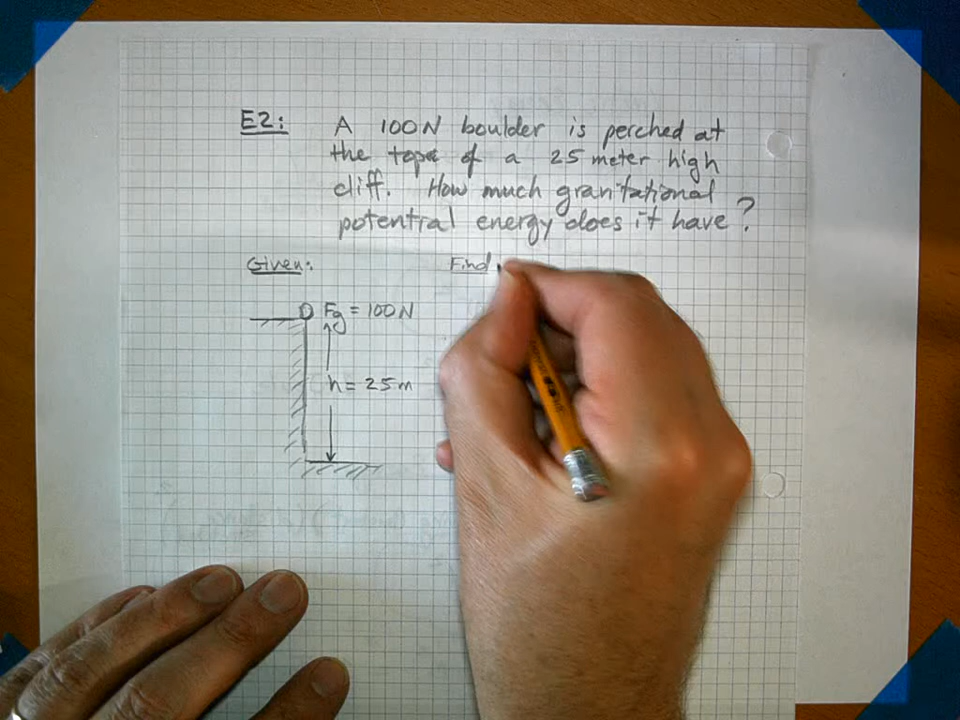 E2: A 100N boulder is perched at
the top of a 25 meter high
cliff. How much gravitational
potential energy does it have?
Given: Find
Fg = 100N
h = 25m